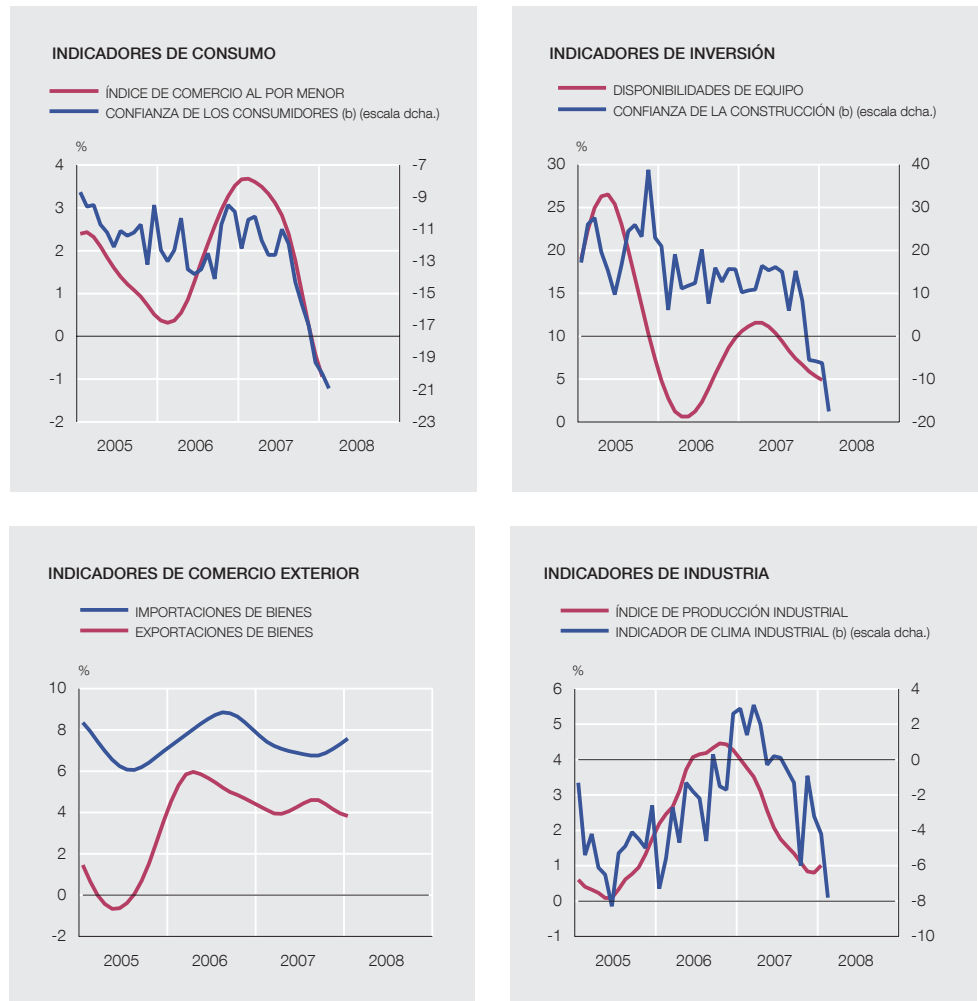 INDICADORES DE CONSUMO
ÍNDICE DE COMERCIO AL POR MENOR
CONFIANZA DE LOS CONSUMIDORES (b) (escala dcha.)
%
4 -7
3 -9
2 -11
1 -13
0 -15
-1 -17
-2 -19
-21
-23
2005 2006 2007 2008
INDICADORES DE INVERSIÓN
DISPONIBILIDADES DE EQUIPO
CONFIANZA DE LA CONSTRUCCIÓN (b) (escala dcha.)
%
30 40
25 30
20 20
15 10
10 0
5 -10
0 -20
2005 2006 2007 2008
INDICADORES DE COMERCIO EXTERIOR
IMPORTACIONES DE BIENES
EXPORTACIONES DE BIENES
%
10
8
6
4
2
0
-2
2005 2006 2007 2008
INDICADORES DE INDUSTRIA
ÍNDICE DE PRODUCCIÓN INDUSTRIAL
INDICADOR DE CLIMA INDUSTRIAL (b) (escala dcha.)
%
6 4
5 2
4 0
3 -2
2 -4
1 -6
0 -8
-1 -10
2005 2006 2007 2008